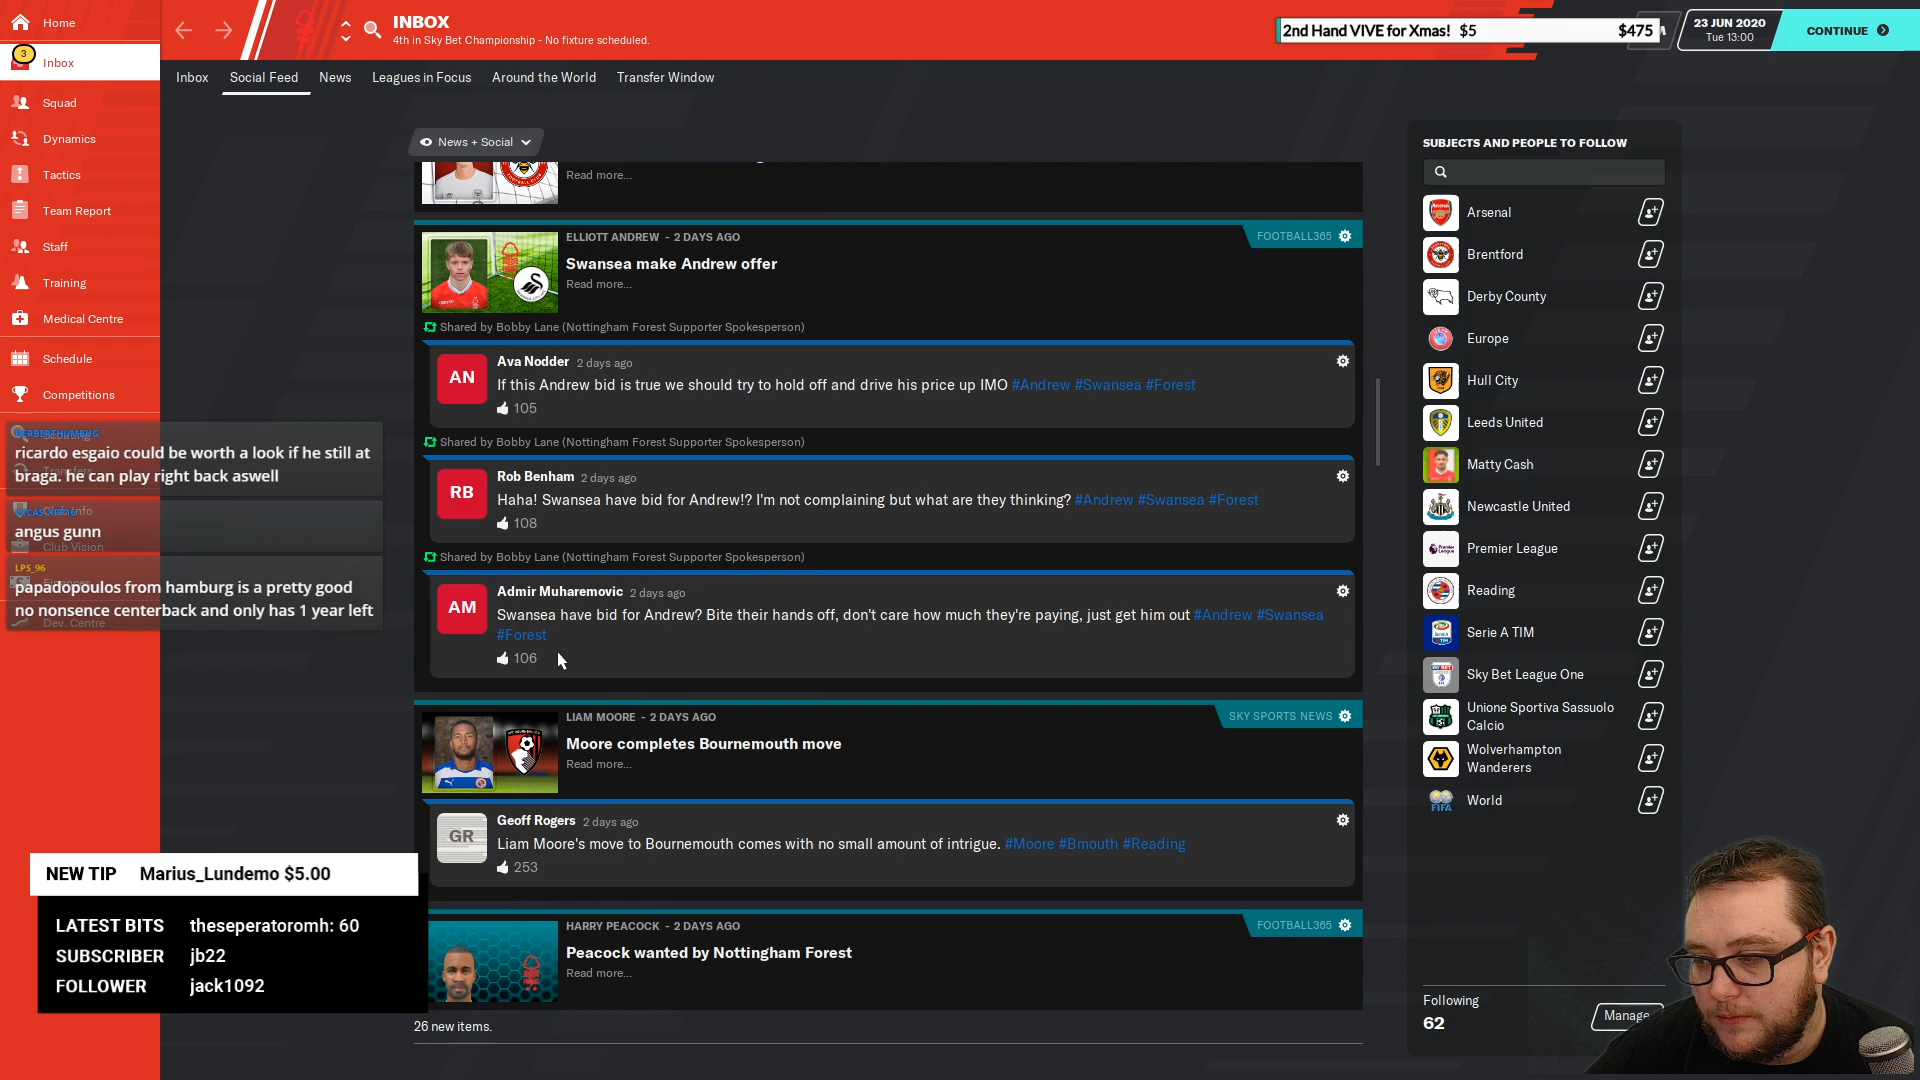 Home
3
Inbox
Squad
Dynamics
Tactics
Team Report
Staff
Training
Medical Centre
Schedule
Competitions
INBOX
4th in Sky Bet Championship - No fixture scheduled.
2nd Hand VIVE for Xmas! $5 $475
23 JUN 2020
Tue 13:00
CONTINUE
Inbox Social Feed News Leagues in Focus Around the World Transfer Window
News + Social
Read more...
ELLIOTT ANDREW - 2 DAYS AGO
FOOTBALL365
Swansea make Andrew offer
Read more...
Shared by Bobby Lane (Nottingham Forest Supporter Spokesperson)
AN
Ava Nodder 2 days ago
If this Andrew bid is true we should try to hold off and drive his price up IMO #Andrew #Swansea #Forest
105
Shared by Bobby Lane (Nottingham Forest Supporter Spokesperson)
RB
Rob Benham 2 days ago
Haha! Swansea have bid for Andrew!? I'm not complaining but what are they thinking? #Andrew #Swansea #Forest
108
Shared by Bobby Lane (Nottingham Forest Supporter Spokesperson)
AM
Admir Muharemovic 2 days ago
Swansea have bid for Andrew? Bite their hands off, don't care how much they're paying, just get him out #Andrew #Swansea
#Forest
106
LIAM MOORE - 2 DAYS AGO
SKY SPORTS NEWS
Moore completes Bournemouth move
Read more...
GR
Geoff Rogers 2 days ago
Liam Moore's move to Bournemouth comes with no small amount of intrigue. #Moore #Bmouth #Reading
253
HARRY PEACOCK - 2 DAYS AGO
FOOTBALL365
Peacock wanted by Nottingham Forest
Read more...
26 new items.
HERBERTHUMBUG
ricardo esgaio could be worth a look if he still at
braga. he can play right back aswell
Club Info
angus gunn
Club Vision
LPS_96
papadopoulos from hamburg is a pretty good
no nonsence centerback and only has 1 year left
Dev. Centre
NEW TIP Marius_Lundemo $5.00
LATEST BITS theseperatoromh: 60
SUBSCRIBER jb22
FOLLOWER jack1092
SUBJECTS AND PEOPLE TO FOLLOW
Arsenal
Brentford
Derby County
Europe
Hull City
Leeds United
Matty Cash
Newcastle United
Premier League
Reading
Serie A TIM
Sky Bet League One
Unione Sportiva Sassuolo
Calcio
Wolverhampton
Wanderers
FIFA
World
Following
62
Manage